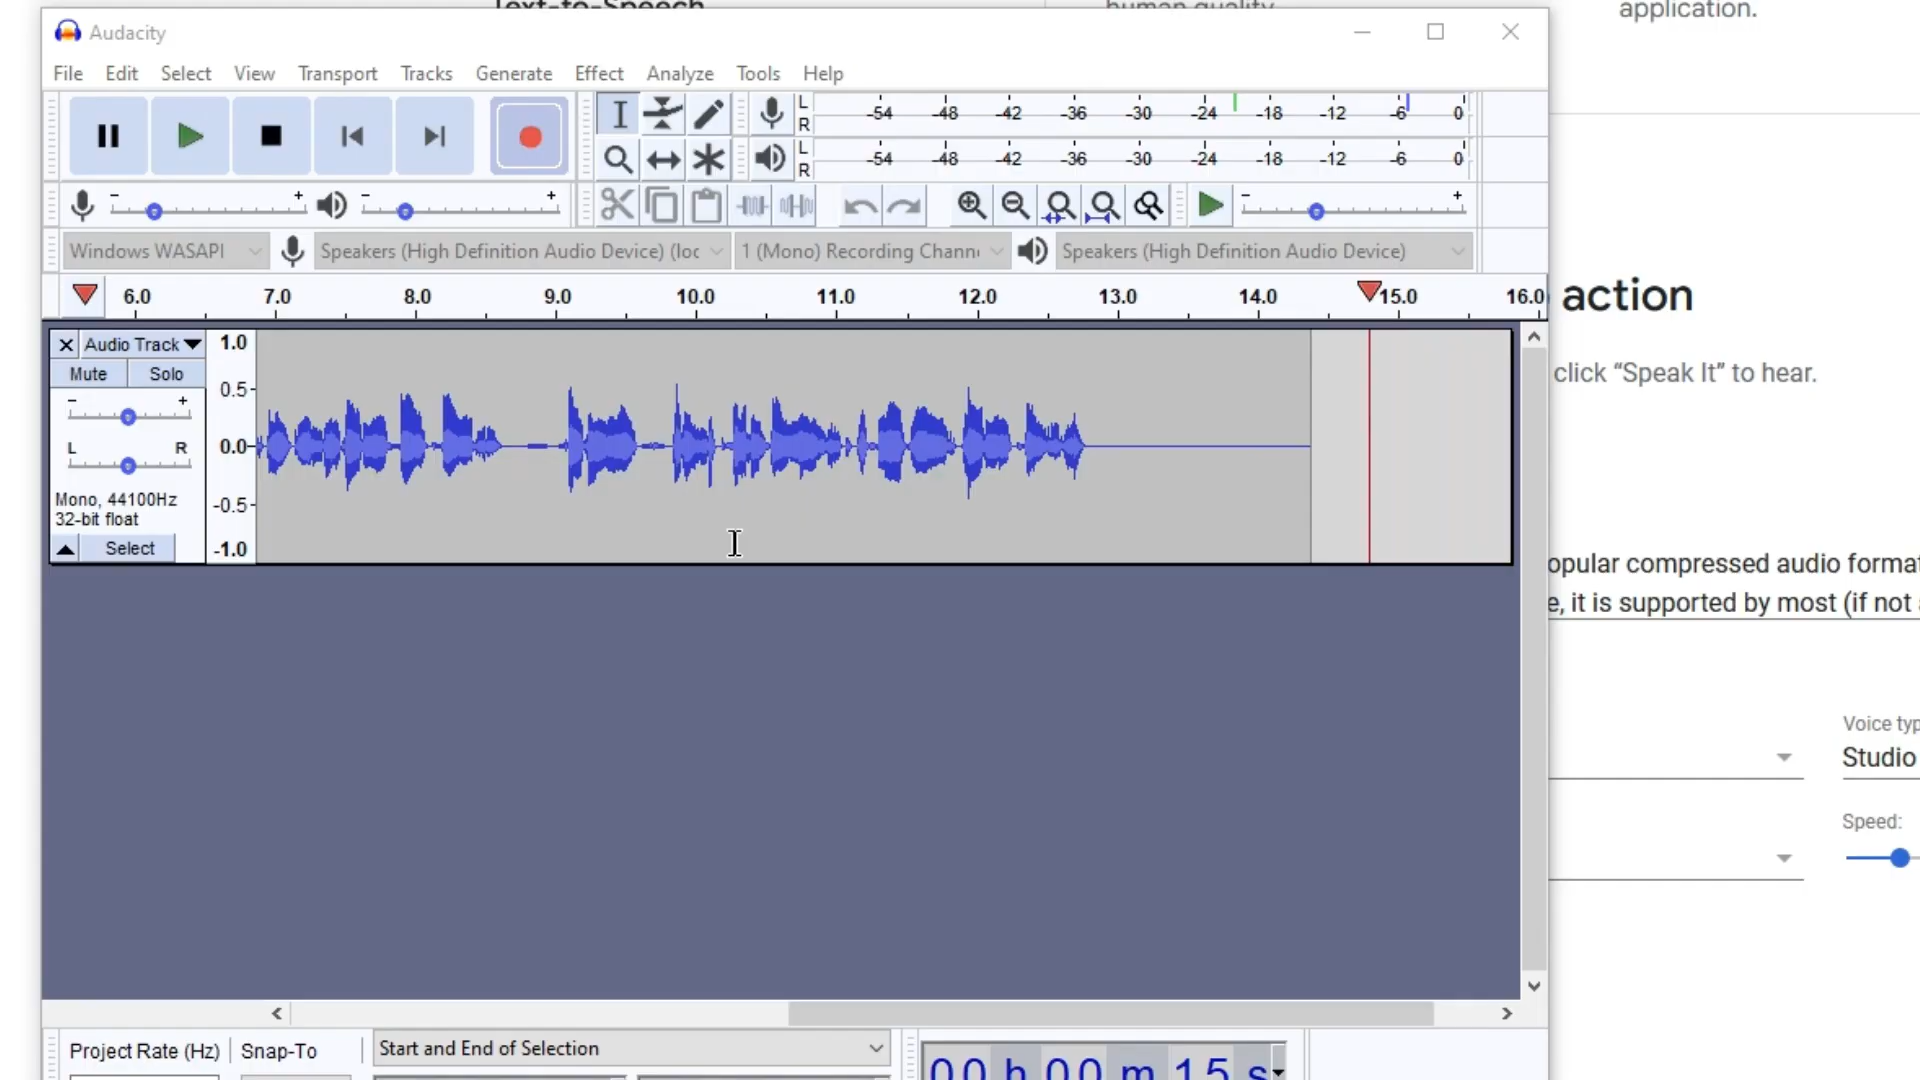 Text-to-Speech
human quality
application.
Audacity
File Edit Select View Transport Tracks Generate Effect Analyze Tools Help
L R -54 -48 -42 -36 -30 -24 -18 -12 -6 0
L R -54 -48 -42 -36 -30 -24 -18 -12 -6 0
- + - + - +
Windows WASAPI Speakers (High Definition Audio Device) (loc 1 (Mono) Recording Chann Speakers (High Definition Audio Device)
6.0 7.0 8.0 9.0 10.0 11.0 12.0 13.0 14.0 15.0 16.0
action
Audio Track
Mute Solo
- +
L R
Mono, 44100Hz
32-bit float
Select
1.0
0.5
0.0
-0.5
-1.0
click “Speak It” to hear.
opular compressed audio format
e, it is supported by most (if not
Voice typ
Studio
Speed:
Project Rate (Hz) Snap-To Start and End of Selection
00 h 00 m 15 s